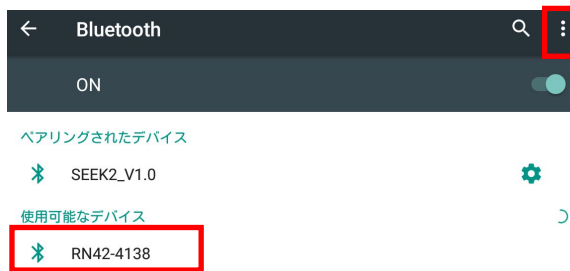 Bluetooth
ON
ペアリングされたデバイス
SEEK2_V1.0
使用可能なデバイス
RN42-4138